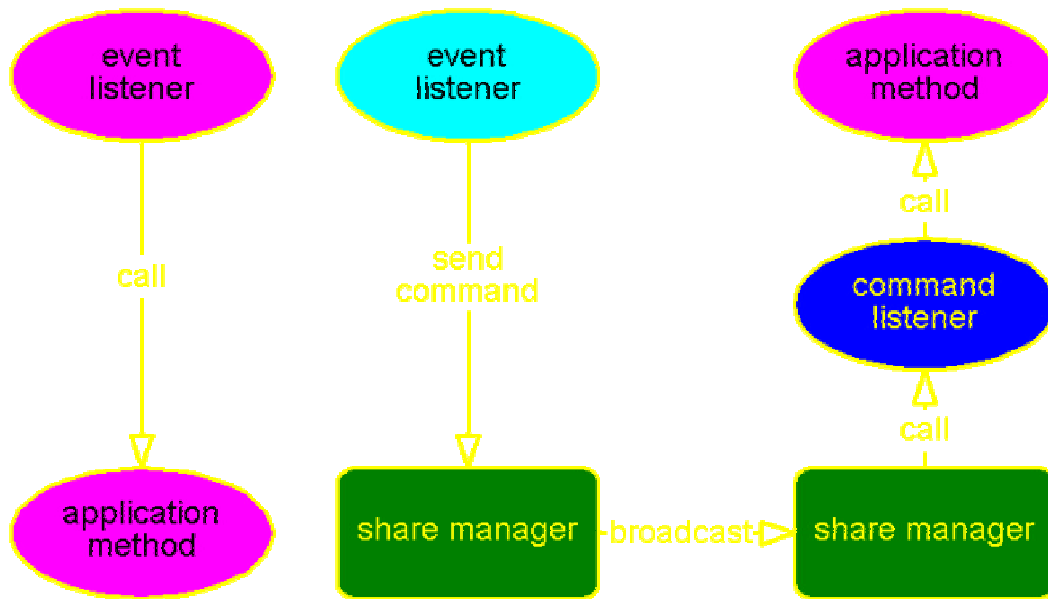 event
listener
event
listener
application
method
call
send
command
call
command
listener
call
application
method
share manager
broadcast
share manager